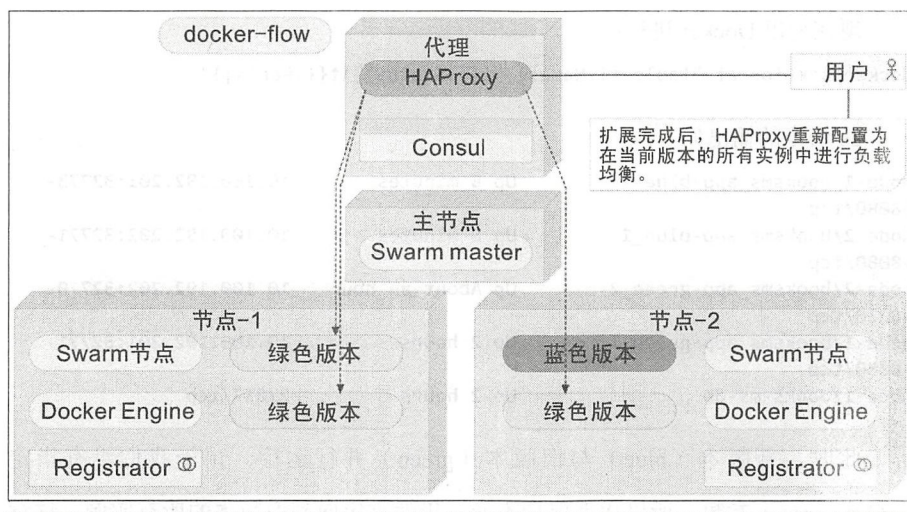 docker-flow
代理
HAProxy
Consul
用户
扩展完成后，HAPrpxy重新配置为
在当前版本的所有实例中进行负载
均衡。
主节点
Swarm master
节点-1
Swarm节点
绿色版本
Docker Engine
绿色版本
Registrator
节点-2
蓝色版本
Swarm节点
绿色版本
Docker Engine
Registrator